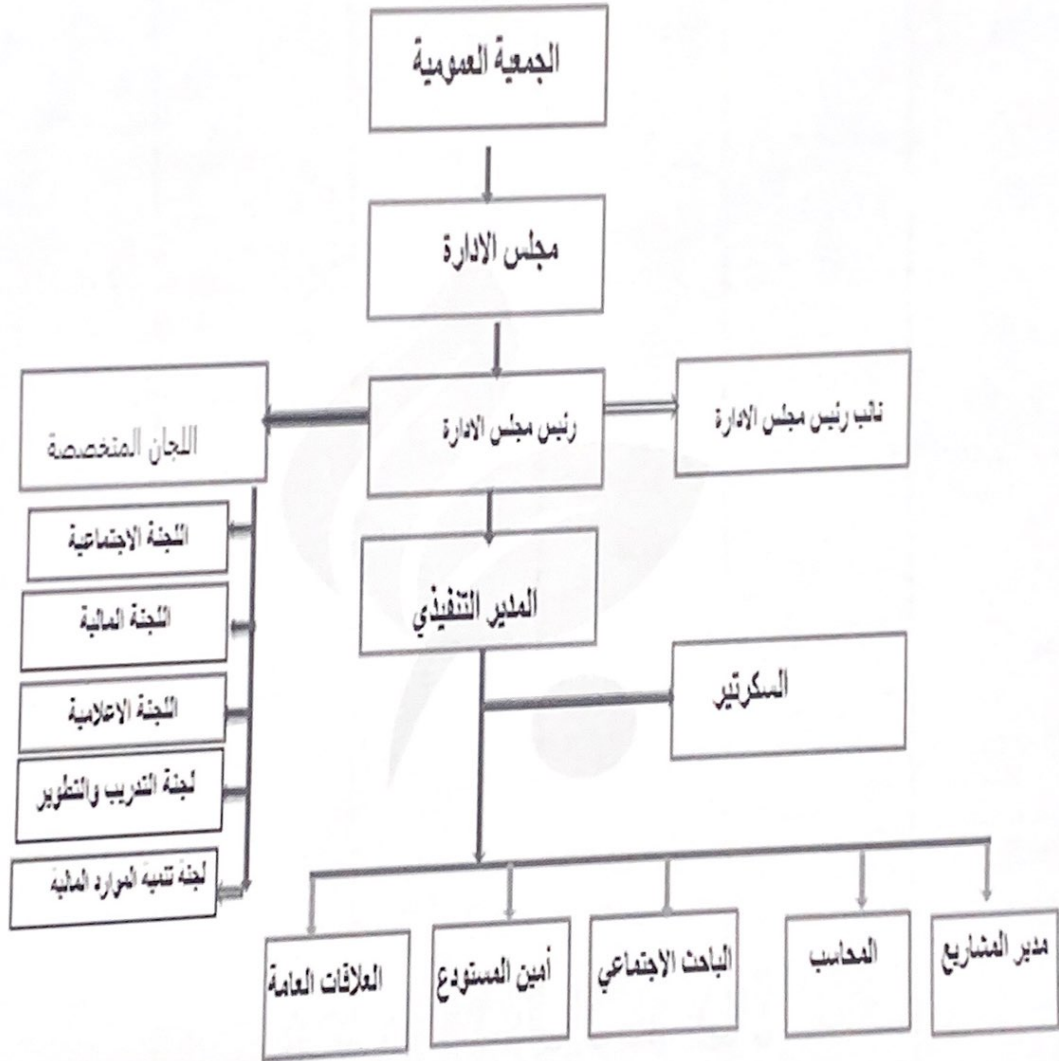 الجمعية العمومية
مجلس الادارة
رئيس مجلس الادارة
نائب رئيس مجلس الادارة
اللجان المتخصصة
اللجنة الاجتماعية
اللجنة المالية
اللجنة الاعلامية
لجنة التدريب والتطوير
لجنة تنمية الموارد المالية
المدير التنفيذي
السكرتير
مدير المشاريع
المحاسب
الباحث الاجتماعي
أمين المستودع
العلاقات العامة